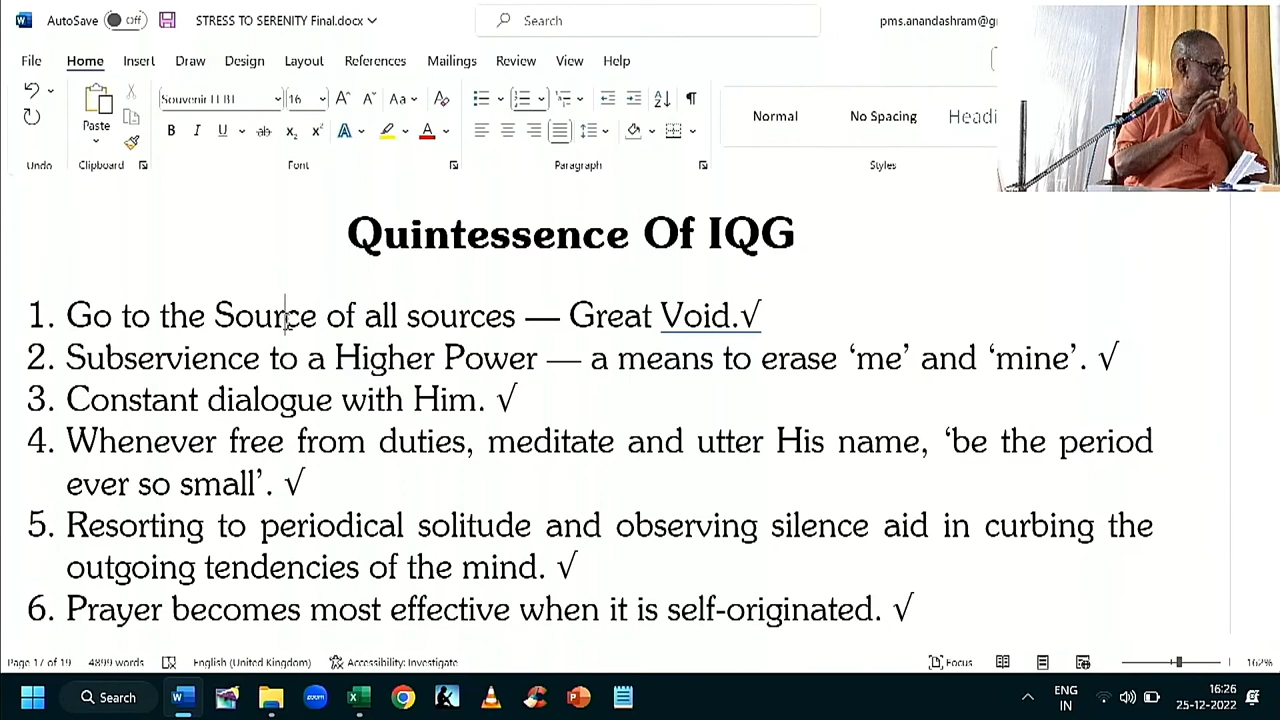 AutoSave Off STRESS TO SERENITY Final.docx Search pms.anandashram@g
File Home Insert Draw Design Layout References Mailings Review View Help
16 Aa
Paste Normal No Spacing Headi
B I U ab x₂ x² A A
Undo Clipboard Font Paragraph Styles
Quintessence Of IQG
1. Go to the Source of all sources — Great Void.√
2. Subservience to a Higher Power — a means to erase ‘me’ and ‘mine’. √
3. Constant dialogue with Him. √
4. Whenever free from duties, meditate and utter His name, ‘be the period
ever so small’. √
5. Resorting to periodical solitude and observing silence aid in curbing the
outgoing tendencies of the mind. √
6. Prayer becomes most effective when it is self-originated. √
Page 17 of 19 4899 words English (United Kingdom) Accessibility: Investigate Focus 162%
Search zoom ENG 16:26
IN 25-12-2022